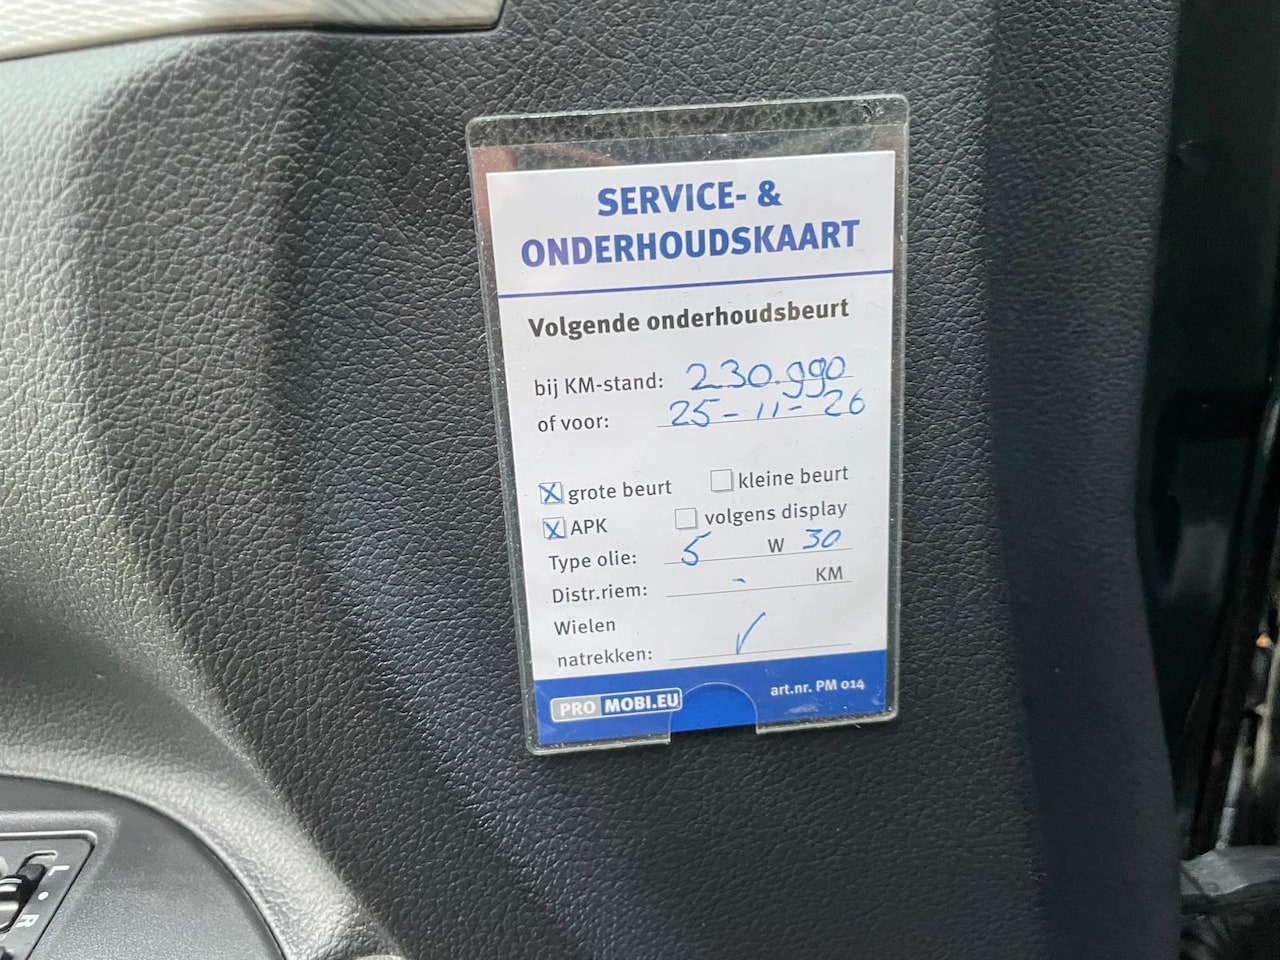 SERVICE- &
ONDERHOUDSKAART
Volgende onderhoudsbeurt
bij KM-stand: 230.990
of voor: 25-11-26
X grote beurt kleine beurt
X APK volgens display
Type olie: 5 W 30
Distr.riem: - KM
Wielen
natrekken: ✓
PRO MOBI.EU art.nr. PM 014
L
R